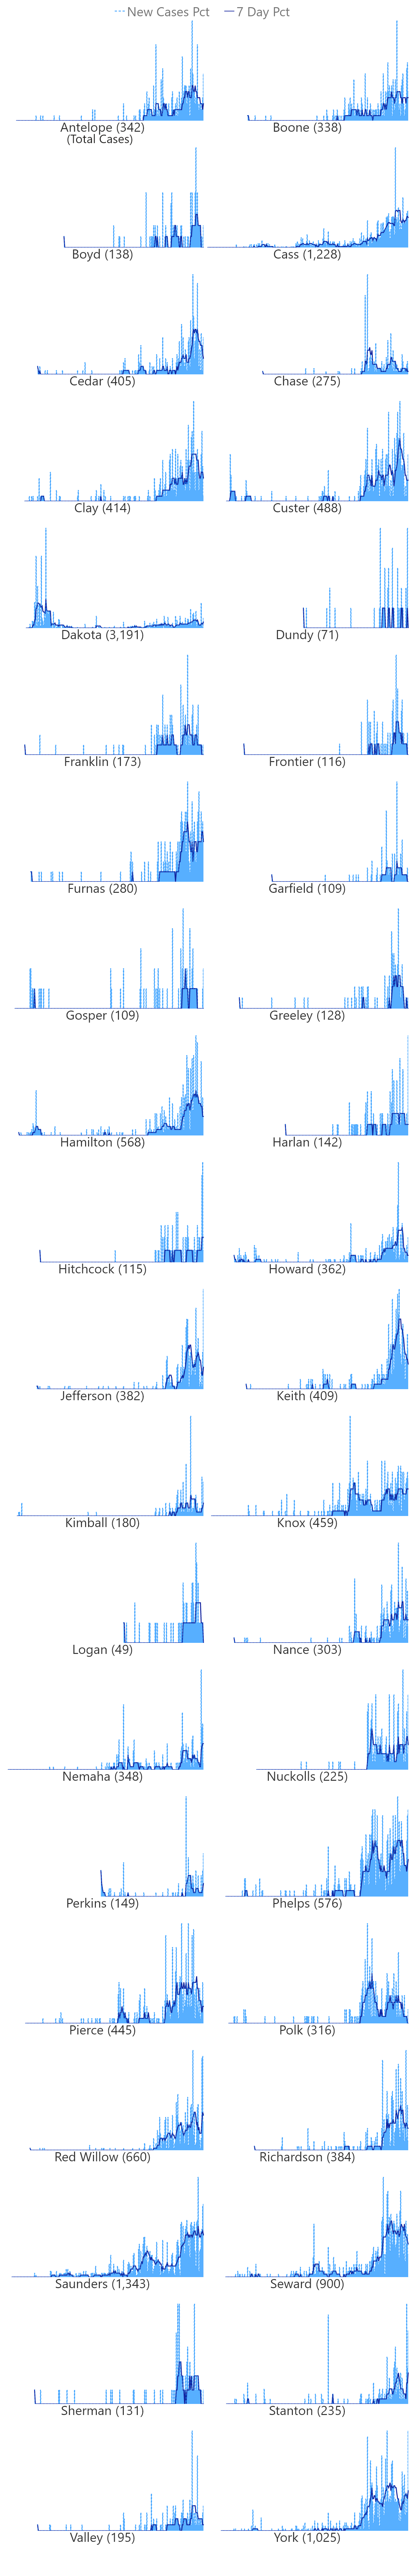 New Cases Pct 7 Day Pct
Antelope (342) Boone (338)
(Total Cases)
Boyd (138) Cass (1,228)
Cedar (405) Chase (275)
Clay (414) Custer (488)
Dakota (3,191) Dundy (71)
Franklin (173) Frontier (116)
Furnas (280) Garfield (109)
Gosper (109) Greeley (128)
Hamilton (568) Harlan (142)
Hitchcock (115) Howard (362)
Jefferson (382) Keith (409)
Kimball (180) Knox (459)
Logan (49) Nance (303)
Nemaha (348) Nuckolls (225)
Perkins (149) Phelps (576)
Pierce (445) Polk (316)
Red Willow (660) Richardson (384)
Saunders (1,343) Seward (900)
Sherman (131) Stanton (235)
Valley (195) York (1,025)